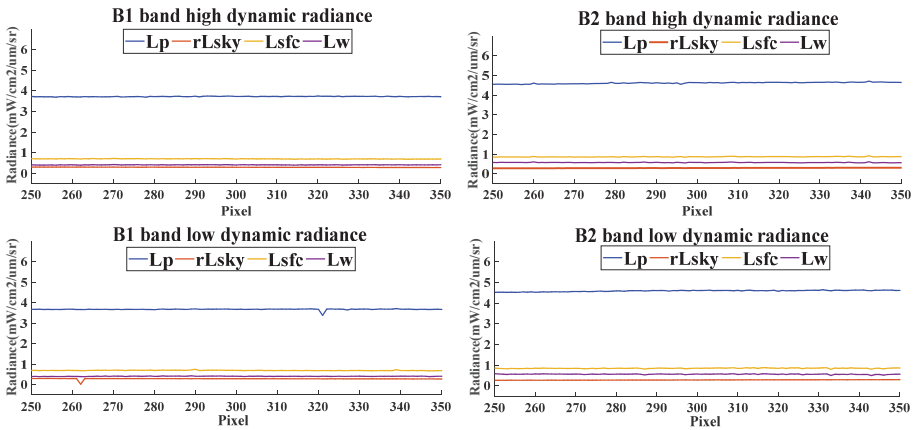 B1 band high dynamic radiance
Lp rLsky Lsfc Lw
Radiance(mW/cm2/um/sr)
6
5
4
3
2
1
0
250 260 270 280 290 300 310 320 330 340 350
Pixel
B2 band high dynamic radiance
Lp rLsky Lsfc Lw
Radiance(mW/cm2/um/sr)
6
5
4
3
2
1
0
250 260 270 280 290 300 310 320 330 340 350
Pixel
B1 band low dynamic radiance
Lp rLsky Lsfc Lw
Radiance(mW/cm2/um/sr)
6
5
4
3
2
1
0
250 260 270 280 290 300 310 320 330 340 350
Pixel
B2 band low dynamic radiance
Lp rLsky Lsfc Lw
Radiance(mW/cm2/um/sr)
6
5
4
3
2
1
0
250 260 270 280 290 300 310 320 330 340 350
Pixel